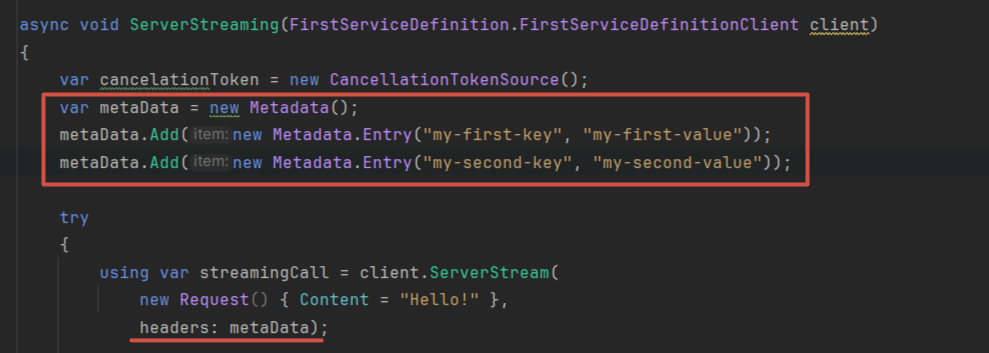 async void ServerStreaming(FirstServiceDefinition.FirstServiceDefinitionClient client)
{
var cancelationToken = new CancellationTokenSource();
var metaData = new Metadata();
metaData.Add(item: new Metadata.Entry("my-first-key", "my-first-value"));
metaData.Add(item: new Metadata.Entry("my-second-key", "my-second-value"));
try
{
using var streamingCall = client.ServerStream(
new Request() { Content = "Hello!" },
headers: metaData);